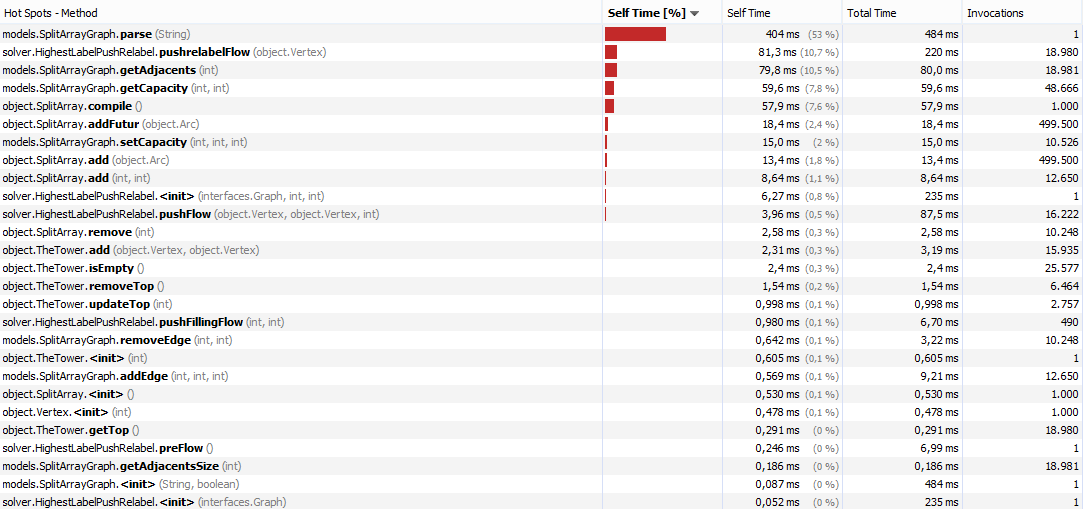 Hot Spots - Method Self Time [%] Self Time Total Time Invocations
models.SplitArrayGraph.parse (String) 404 ms (53 %) 484 ms 1
solver.HighestLabelPushRelabel.pushrelabelFlow (object.Vertex) 81,3 ms (10,7 %) 220 ms 18.980
models.SplitArrayGraph.getAdjacents (int) 79,8 ms (10,5 %) 80,0 ms 18.981
models.SplitArrayGraph.getCapacity (int, int) 59,6 ms (7,8 %) 59,6 ms 48.666
object.SplitArray.compile () 57,9 ms (7,6 %) 57,9 ms 1.000
object.SplitArray.addFutur (object.Arc) 18,4 ms (2,4 %) 18,4 ms 499.500
models.SplitArrayGraph.setCapacity (int, int, int) 15,0 ms (2 %) 15,0 ms 10.526
object.SplitArray.add (object.Arc) 13,4 ms (1,8 %) 13,4 ms 499.500
object.SplitArray.add (int, int) 8,64 ms (1,1 %) 8,64 ms 12.650
solver.HighestLabelPushRelabel.<init> (interfaces.Graph, int, int) 6,27 ms (0,8 %) 235 ms 1
solver.HighestLabelPushRelabel.pushFlow (object.Vertex, object.Vertex, int) 3,96 ms (0,5 %) 87,5 ms 16.222
object.SplitArray.remove (int) 2,58 ms (0,3 %) 2,58 ms 10.248
object.TheTower.add (object.Vertex, object.Vertex) 2,31 ms (0,3 %) 3,19 ms 15.935
object.TheTower.isEmpty () 2,4 ms (0,3 %) 2,4 ms 25.577
object.TheTower.removeTop () 1,54 ms (0,2 %) 1,54 ms 6.464
object.TheTower.updateTop (int) 0,998 ms (0,1 %) 0,998 ms 2.757
solver.HighestLabelPushRelabel.pushFillingFlow (int, int) 0,980 ms (0,1 %) 6,70 ms 490
models.SplitArrayGraph.removeEdge (int, int) 0,642 ms (0,1 %) 3,22 ms 10.248
object.TheTower.<init> (int) 0,605 ms (0,1 %) 0,605 ms 1
models.SplitArrayGraph.addEdge (int, int, int) 0,569 ms (0,1 %) 9,21 ms 12.650
object.SplitArray.<init> () 0,530 ms (0,1 %) 0,530 ms 1.000
object.Vertex.<init> (int) 0,478 ms (0,1 %) 0,478 ms 1.000
object.TheTower.getTop () 0,291 ms (0 %) 0,291 ms 18.980
solver.HighestLabelPushRelabel.preFlow () 0,246 ms (0 %) 6,99 ms 1
models.SplitArrayGraph.getAdjacentsSize (int) 0,186 ms (0 %) 0,186 ms 18.981
models.SplitArrayGraph.<init> (String, boolean) 0,087 ms (0 %) 484 ms 1
solver.HighestLabelPushRelabel.<init> (interfaces.Graph) 0,052 ms (0 %) 235 ms 1